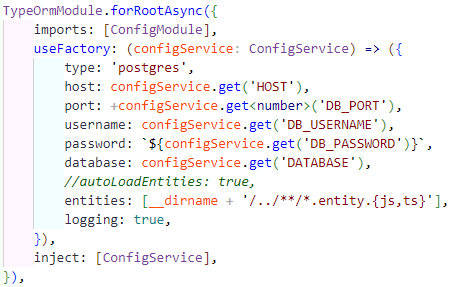 TypeOrmModule.forRootAsync({
imports: [ConfigModule],
useFactory: (configService: ConfigService) => ({
type: 'postgres',
host: configService.get('HOST'),
port: +configService.get<number>('DB_PORT'),
username: configService.get('DB_USERNAME'),
password: `${configService.get('DB_PASSWORD')}`,
database: configService.get('DATABASE'),
//autoLoadEntities: true,
entities: [__dirname + '/../**/*.entity.{js,ts}'],
logging: true,
}),
inject: [ConfigService],
}),